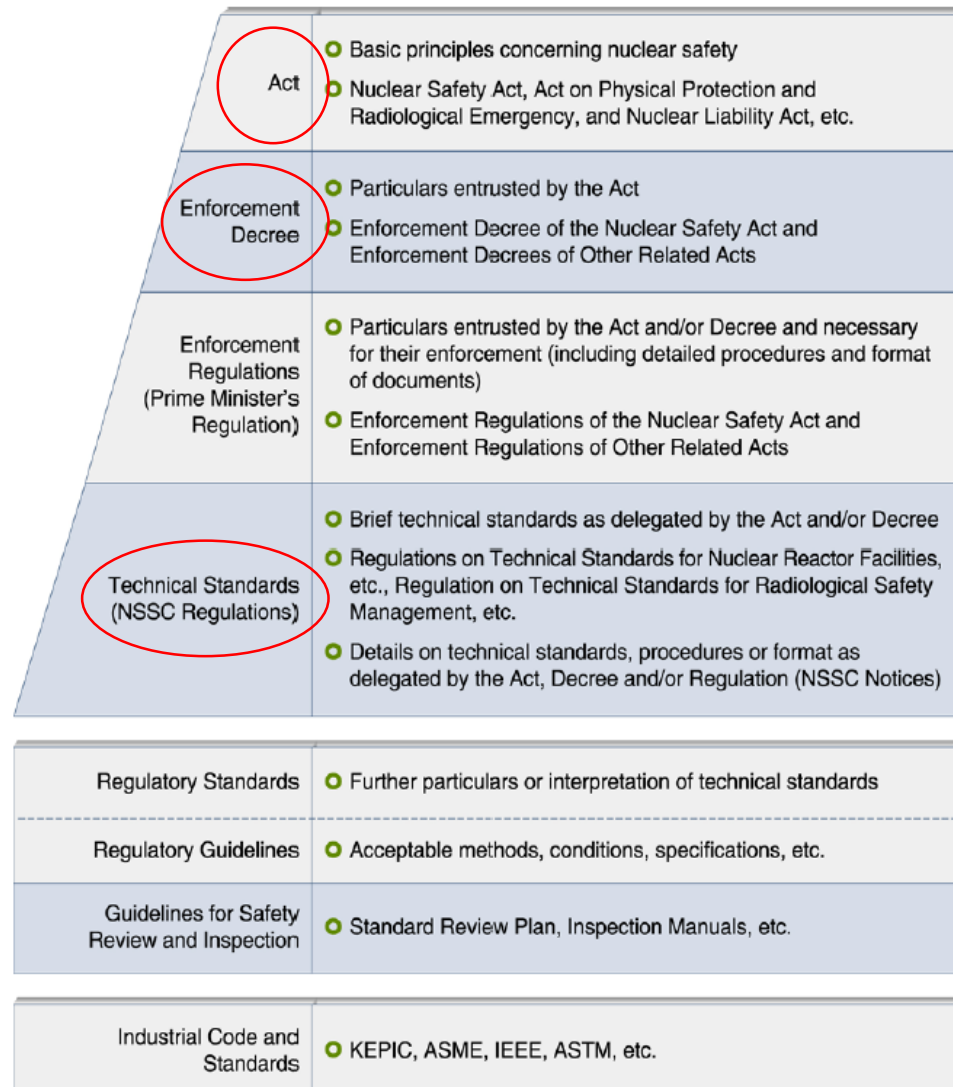 Act
Basic principles concerning nuclear safety
Nuclear Safety Act, Act on Physical Protection and
Radiological Emergency, and Nuclear Liability Act, etc.
Enforcement
Decree
Particulars entrusted by the Act
Enforcement Decree of the Nuclear Safety Act and
Enforcement Decrees of Other Related Acts
Enforcement
Regulations
(Prime Minister's
Regulation)
Particulars entrusted by the Act and/or Decree and necessary
for their enforcement (including detailed procedures and format
of documents)
Enforcement Regulations of the Nuclear Safety Act and
Enforcement Regulations of Other Related Acts
Technical Standards
(NSSC Regulations)
Brief technical standards as delegated by the Act and/or Decree
Regulations on Technical Standards for Nuclear Reactor Facilities,
etc., Regulation on Technical Standards for Radiological Safety
Management, etc.
Details on technical standards, procedures or format as
delegated by the Act, Decree and/or Regulation (NSSC Notices)
Regulatory Standards
Further particulars or interpretation of technical standards
Regulatory Guidelines
Acceptable methods, conditions, specifications, etc.
Guidelines for Safety
Review and Inspection
Standard Review Plan, Inspection Manuals, etc.
Industrial Code and
Standards
KEPIC, ASME, IEEE, ASTM, etc.